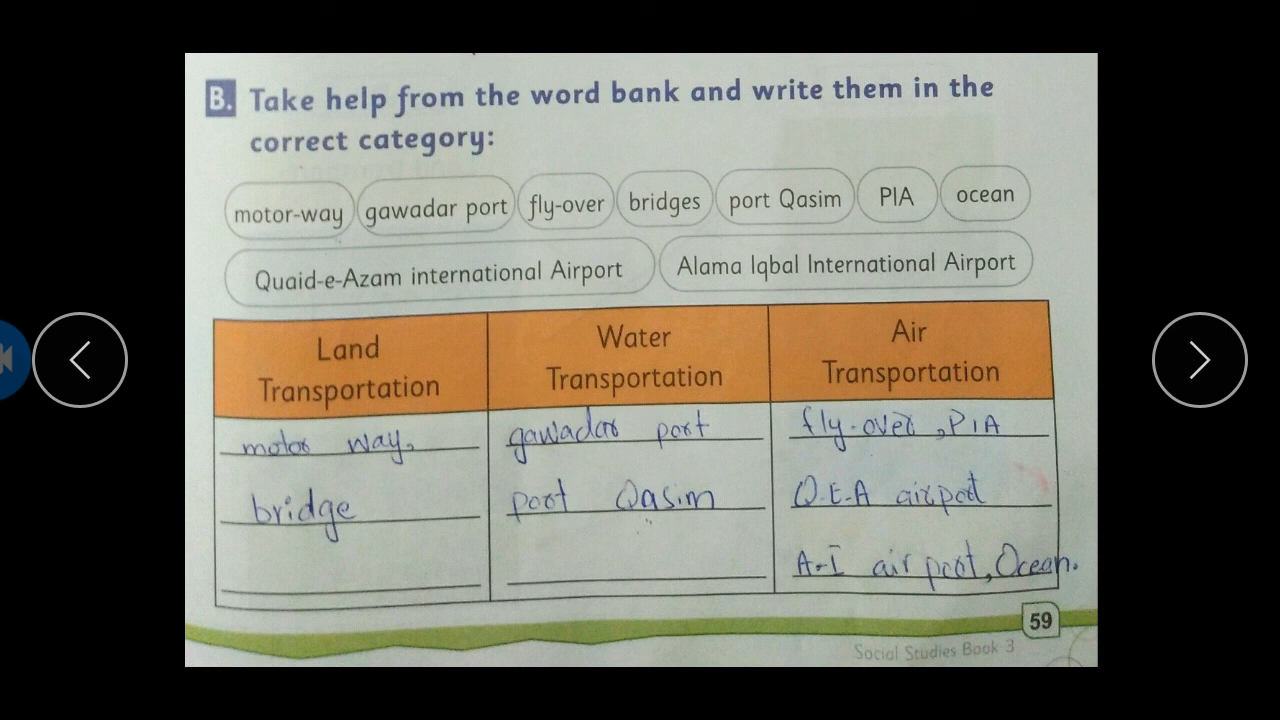 B. Take help from the word bank and write them in the
correct category:
motor-way gawadar port fly-over bridges port Qasim PIA ocean
Quaid-e-Azam international Airport Alama Iqbal International Airport
Land Transportation
Water Transportation
Air Transportation
motor way,
bridge
gawadar port
port Qasim
fly-over, PIA
Q.E.A airport
A-I air port, Ocean.
59
Social Studies Book 3